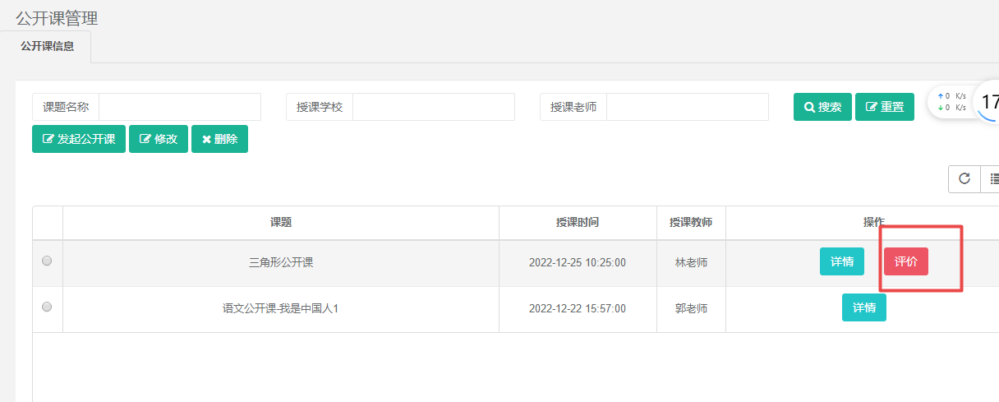 公开课管理
公开课信息
课题名称
授课学校
授课老师
搜索
重置
0 K/s
0 K/s
17
发起公开课
修改
删除
课题 授课时间 授课教师 操作
三角形公开课 2022-12-25 10:25:00 林老师 详情 评价
语文公开课-我是中国人1 2022-12-22 15:57:00 郭老师 详情